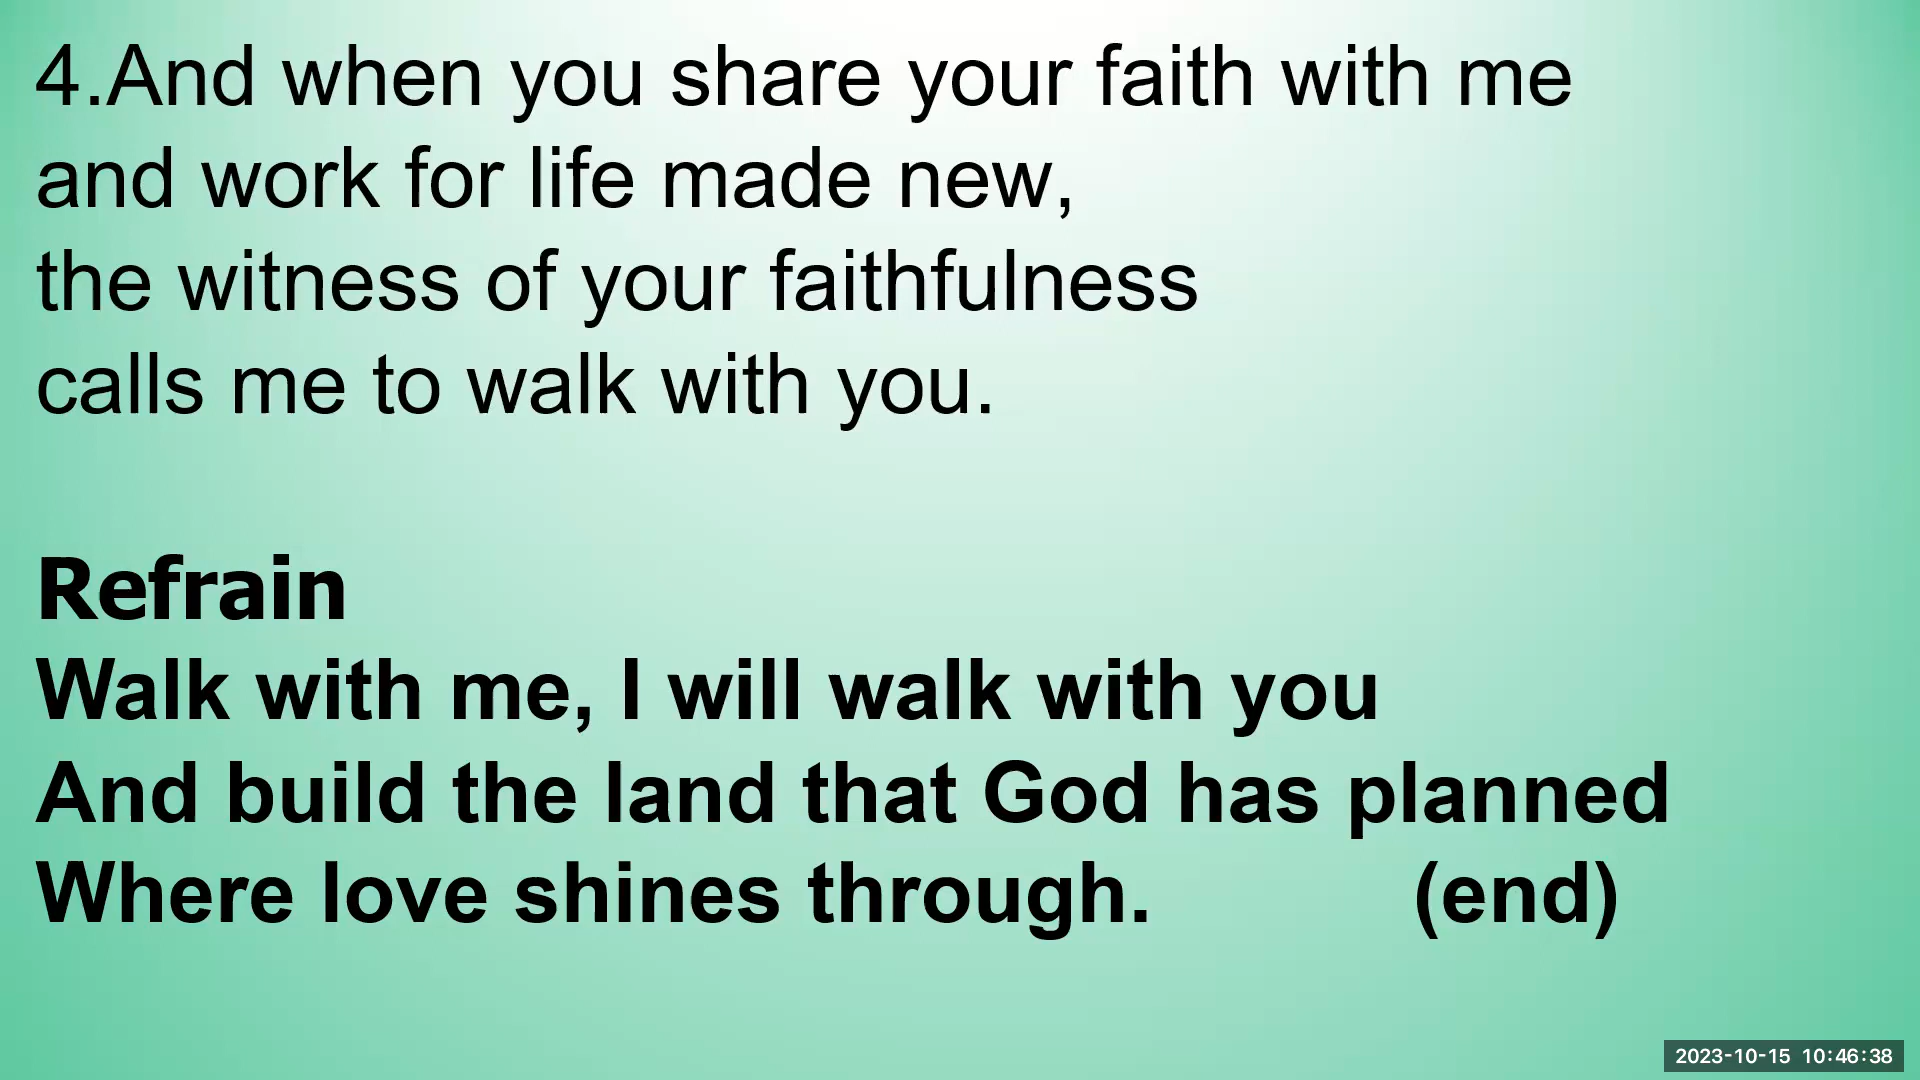 4.And when you share your faith with me
and work for life made new,
the witness of your faithfulness
calls me to walk with you.
Refrain
Walk with me, I will walk with you
And build the land that God has planned
Where love shines through. (end)
2023-10-15 10:46:38